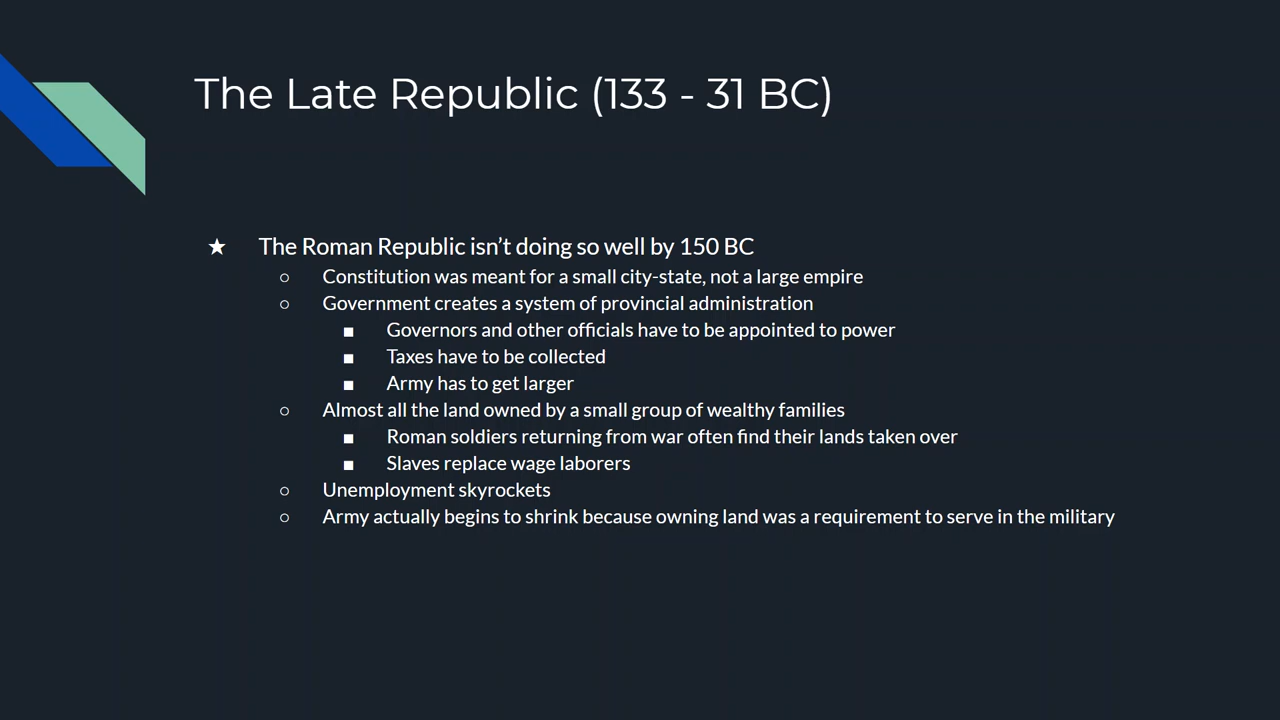 The Late Republic (133 - 31 BC)
★ The Roman Republic isn't doing so well by 150 BC
○ Constitution was meant for a small city-state, not a large empire
○ Government creates a system of provincial administration
■ Governors and other officials have to be appointed to power
■ Taxes have to be collected
■ Army has to get larger
○ Almost all the land owned by a small group of wealthy families
■ Roman soldiers returning from war often find their lands taken over
■ Slaves replace wage laborers
○ Unemployment skyrockets
○ Army actually begins to shrink because owning land was a requirement to serve in the military